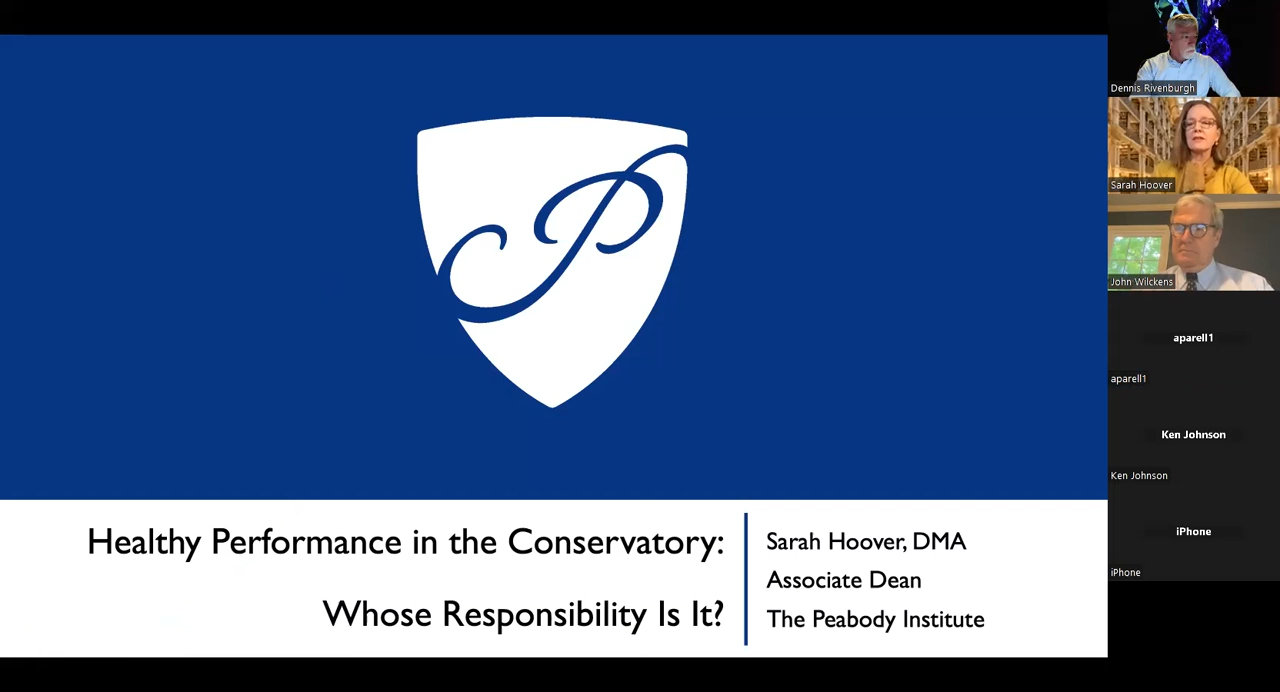 Healthy Performance in the Conservatory:
Whose Responsibility Is It?
Sarah Hoover, DMA
Associate Dean
The Peabody Institute
P
Dennis Rivenburgh
Sarah Hoover
John Wilckens
aparell1
aparell1
Ken Johnson
Ken Johnson
iPhone
iPhone